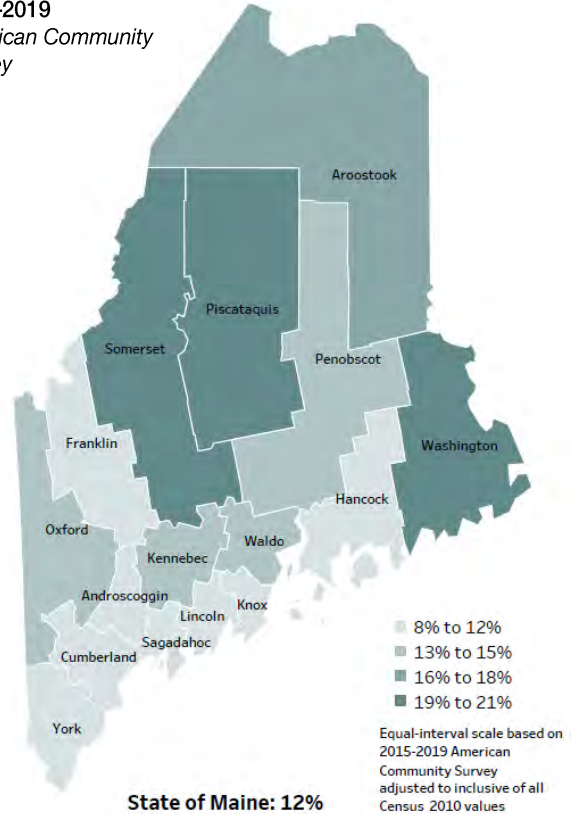 -2019
ican Community
ey
Aroostook
Piscataquis
Somerset
Penobscot
Franklin
Washington
Hancock
Oxford
Waldo
Kennebec
Androscoggin
Knox
Lincoln
Sagadahoc
Cumberland
York
8% to 12%
13% to 15%
16% to 18%
19% to 21%
Equal-interval scale based on
2015-2019 American
Community Survey
adjusted to inclusive of all
Census 2010 values
State of Maine: 12%